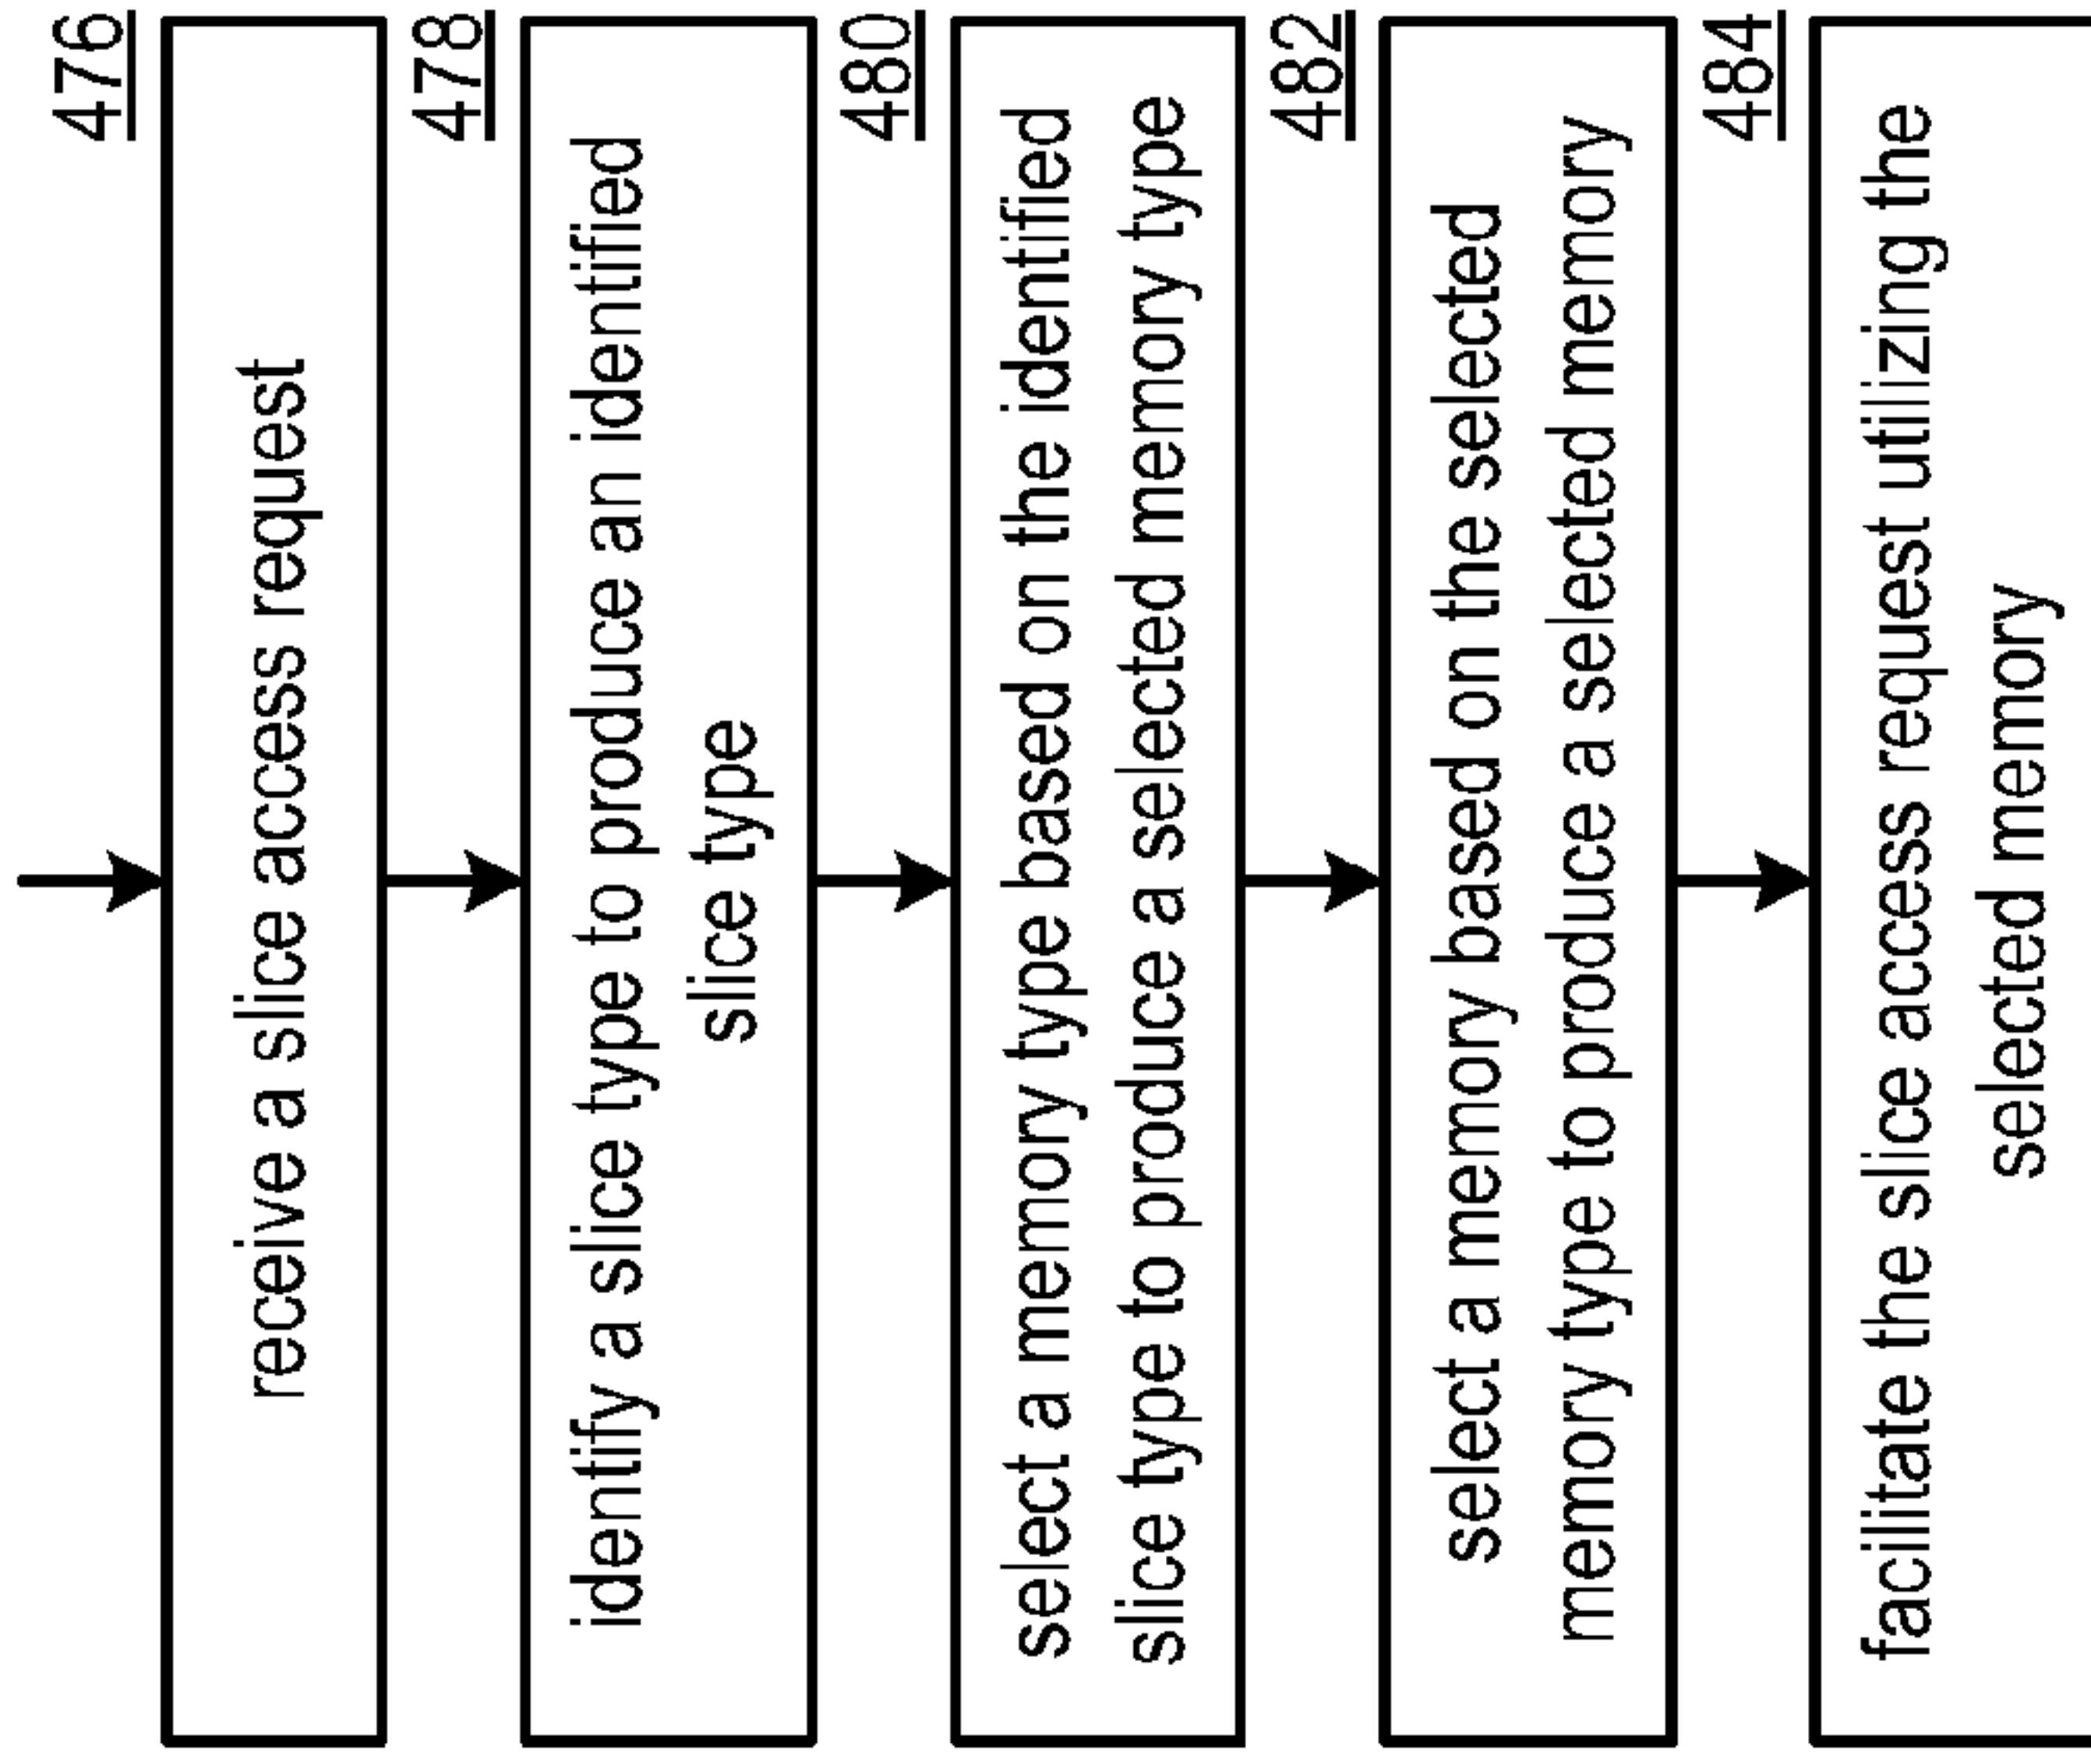 476
receive a slice access request
478
identify a slice type to produce an identified
slice type
480
select a memory type based on the identified
slice type to produce a selected memory type
482
select a memory based on the selected
memory type to produce a selected memory
484
facilitate the slice access request utilizing the
selected memory